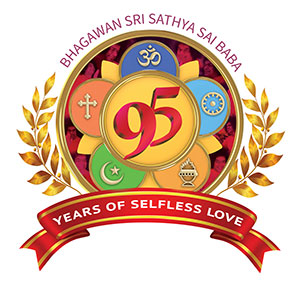 BHAGAWAN SRI SATHYA SAI BABA
ॐ
95
YEARS OF SELFLESS LOVE